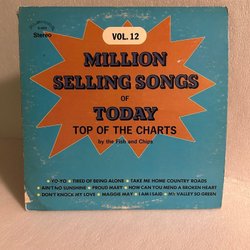 Stereo
VOL. 12
MILLION
SELLING SONGS
OF
TODAY
TOP OF THE CHARTS
by the Fish and Chips
• YO-YO • TIRED OF BEING ALONE • TAKE ME HOME COUNTRY ROADS
• AIN'T NO SUNSHINE • PROUD MARY • HOW CAN YOU MEND A BROKEN HEART
• DON'T KNOCK MY LOVE • MAGGIE MAY • I AM I SAID • MY VALLEY SO GREEN